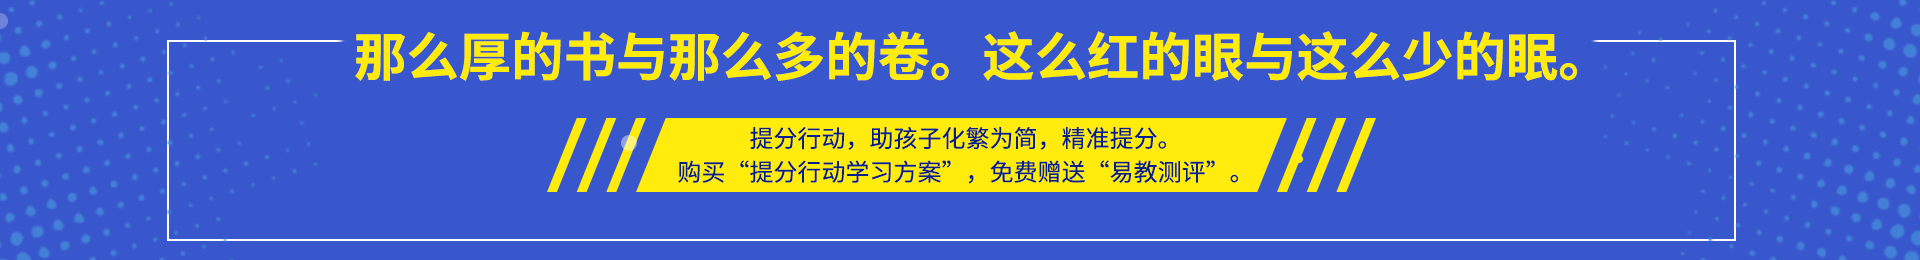 那么厚的书与那么多的卷。这么红的眼与这么少的眠。
提分行动，助孩子化繁为简，精准提分。
购买“提分行动学习方案”，免费赠送“易教测评”。